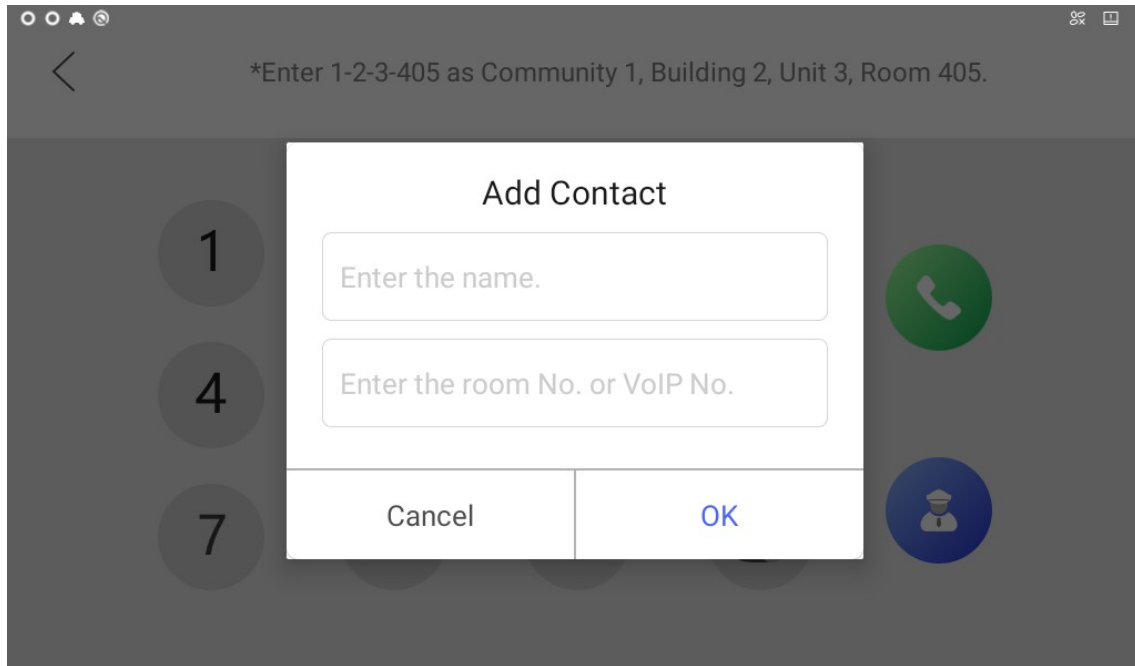 *Enter 1-2-3-405 as Community 1, Building 2, Unit 3, Room 405.
Add Contact
1
Enter the name.
4
Enter the room No. or VoIP No.
7
Cancel
OK